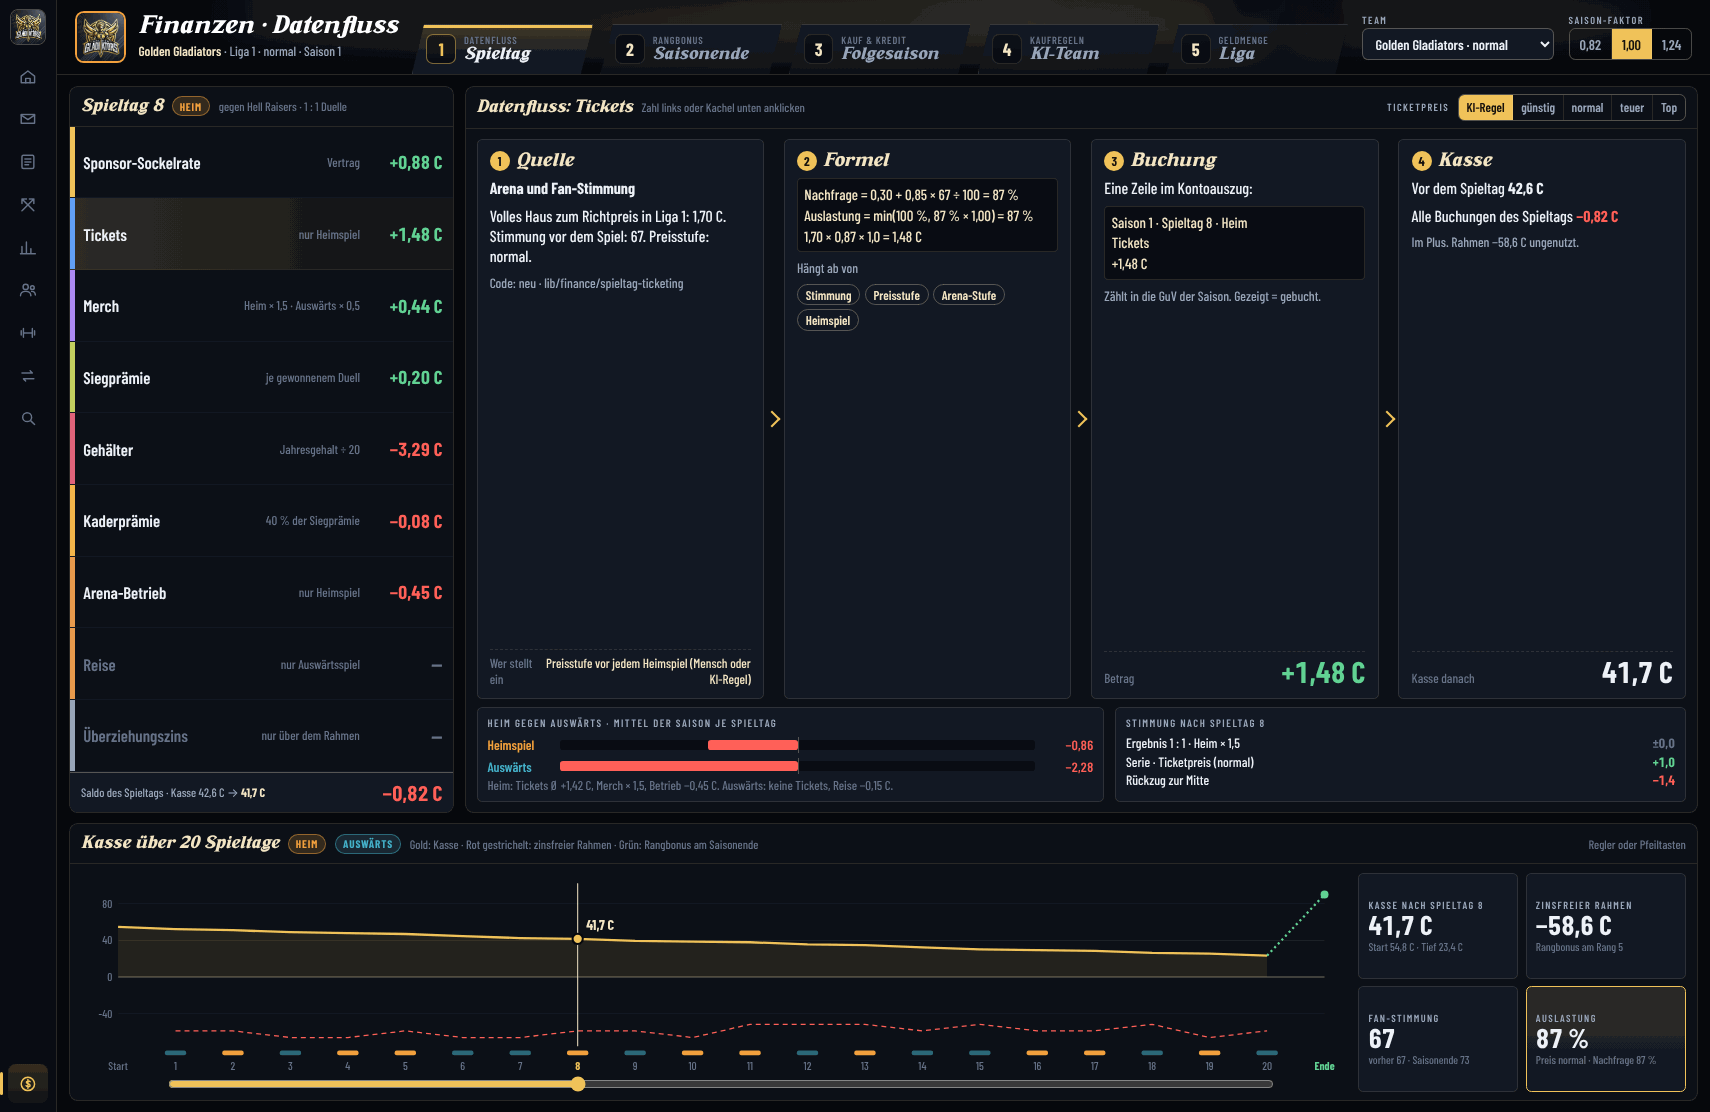 Finanzen · Datenfluss
Golden Gladiators · Liga 1 · normal · Saison 1
1 DATENFLUSS Spieltag
2 RANGBONUS Saisonende
3 KAUF & KREDIT Folgesaison
4 KAUFREGELN KI-Team
5 GELDMENGE Liga
TEAM
Golden Gladiators · normal
SAISON-FAKTOR
0,82 1,00 1,24
Spieltag 8 HEIM gegen Hell Raisers · 1 : 1 Duelle
Sponsor-Sockelrate Vertrag +0,88 C
Tickets nur Heimspiel +1,48 C
Merch Heim × 1,5 · Auswärts × 0,5 +0,44 C
Siegprämie je gewonnenem Duell +0,20 C
Gehälter Jahresgehalt ÷ 20 −3,29 C
Kaderprämie 40 % der Siegprämie −0,08 C
Arena-Betrieb nur Heimspiel −0,45 C
Reise nur Auswärtsspiel –
Überziehungszins nur über dem Rahmen –
Saldo des Spieltags · Kasse 42,6 C → 41,7 C −0,82 C
Datenfluss: Tickets Zahl links oder Kachel unten anklicken
TICKETPREIS KI-Regel günstig normal teuer Top
1 Quelle
Arena und Fan-Stimmung
Volles Haus zum Richtpreis in Liga 1: 1,70 C.
Stimmung vor dem Spiel: 67. Preisstufe:
normal.
Code: neu · lib/finance/spieltag-ticketing
Wer stellt ein
Preisstufe vor jedem Heimspiel (Mensch oder
KI-Regel)
2 Formel
Nachfrage = 0,30 + 0,85 × 67 ÷ 100 = 87 %
Auslastung = min(100 %, 87 % × 1,00) = 87 %
1,70 × 0,87 × 1,0 = 1,48 C
Hängt ab von
Stimmung Preisstufe Arena-Stufe
Heimspiel
3 Buchung
Eine Zeile im Kontoauszug:
Saison 1 · Spieltag 8 · Heim
Tickets
+1,48 C
Zählt in die GuV der Saison. Gezeigt = gebucht.
Betrag +1,48 C
4 Kasse
Vor dem Spieltag 42,6 C
Alle Buchungen des Spieltags −0,82 C
Im Plus. Rahmen −58,6 C ungenutzt.
Kasse danach 41,7 C
HEIM GEGEN AUSWÄRTS · MITTEL DER SAISON JE SPIELTAG
Heimspiel −0,86
Auswärts −2,28
Heim: Tickets Ø +1,42 C, Merch × 1,5, Betrieb −0,45 C. Auswärts: keine Tickets, Reise −0,15 C.
STIMMUNG NACH SPIELTAG 8
Ergebnis 1 : 1 · Heim × 1,5 ±0,0
Serie · Ticketpreis (normal) +1,0
Rückzug zur Mitte −1,4
Kasse über 20 Spieltage HEIM AUSWÄRTS Gold: Kasse · Rot gestrichelt: zinsfreier Rahmen · Grün: Rangbonus am Saisonende
Regler oder Pfeiltasten
80
40
0
-40
41,7 C
Start 1 2 3 4 5 6 7 8 9 10 11 12 13 14 15 16 17 18 19 20 Ende
KASSE NACH SPIELTAG 8
41,7 C
Start 54,8 C · Tief 23,4 C
ZINSFREIER RAHMEN
−58,6 C
Rangbonus am Rang 5
FAN-STIMMUNG
67
vorher 67 · Saisonende 73
AUSLASTUNG
87 %
Preis normal · Nachfrage 87 %